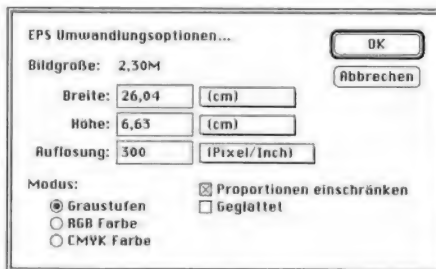 EPS Umwandlungsoptionen...
OK
Bildgröße: 2,30M
Abbrechen
Breite: 26,04 (cm)
Höhe: 6,63 (cm)
Auflösung: 300 (Pixel/Inch)
Modus:
Proportionen einschränken
Graustufen
Geglättet
RGB Farbe
CMYK Farbe